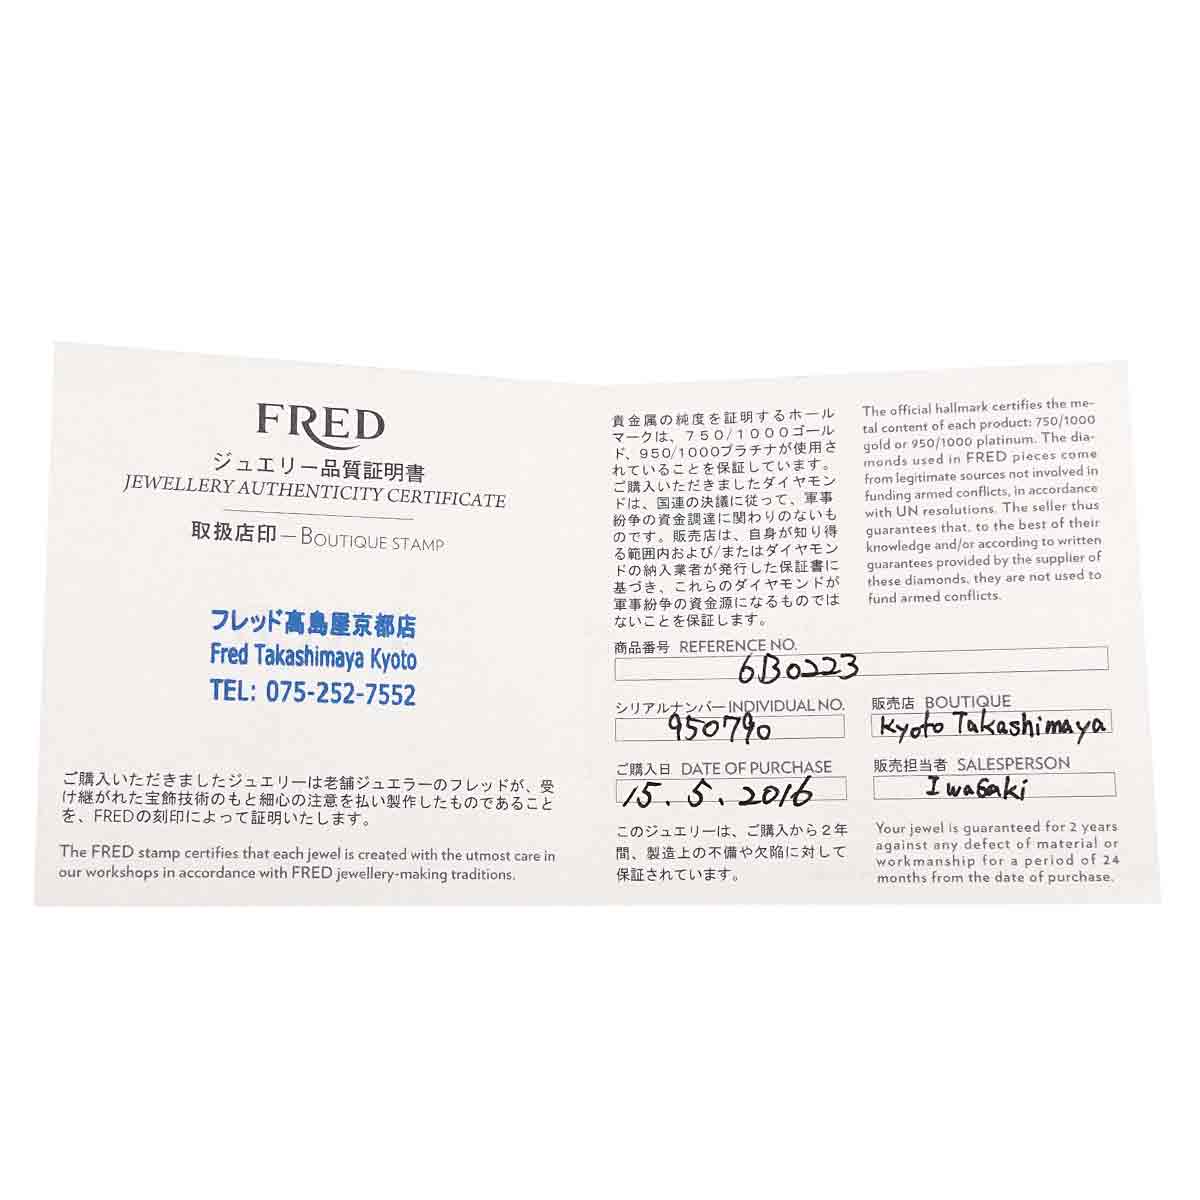 FRED
ジュエリー品質証明書
JEWELLERY AUTHENTICITY CERTIFICATE
取扱店印 – BOUTIQUE STAMP
フレッド髙島屋京都店
Fred Takashimaya Kyoto
TEL: 075-252-7552
ご購入いただきましたジュエリーは老舗ジュエラーのフレッドが、受
け継がれた宝飾技術のもと細心の注意を払い製作したものであること
を、FREDの刻印によって証明いたします。
The FRED stamp certifies that each jewel is created with the utmost care in
our workshops in accordance with FRED jewellery-making traditions.
貴金属の純度を証明するホール
マークは、７５０/１０００ゴール
ド、950/1000プラチナが使用さ
れていることを保証しています。
ご購入いただきましたダイヤモン
ドは、国連の決議に従って、軍事
紛争の資金調達に関わりのないも
のです。販売店は、自身が知り得
る範囲内および/またはダイヤモン
ドの納入業者が発行した保証書に
基づき、これらのダイヤモンドが
軍事紛争の資金源になるものでは
ないことを保証します。
The official hallmark certifies the me-
tal content of each product: 750/1000
gold or 950/1000 platinum. The dia-
monds used in FRED pieces come
from legitimate sources not involved in
funding armed conflicts, in accordance
with UN resolutions. The seller thus
guarantees that, to the best of their
knowledge and/or according to written
guarantees provided by the supplier of
these diamonds, they are not used to
fund armed conflicts.
商品番号 REFERENCE NO.
6B0223
シリアルナンバー INDIVIDUAL NO.
950790
販売店 BOUTIQUE
Kyoto Takashimaya
ご購入日 DATE OF PURCHASE
15.5.2016
販売担当者 SALESPERSON
Iwasaki
このジュエリーは、ご購入から２年
間、製造上の不備や欠陥に対して
保証されています。
Your jewel is guaranteed for 2 years
against any defect of material or
workmanship for a period of 24
months from the date of purchase.